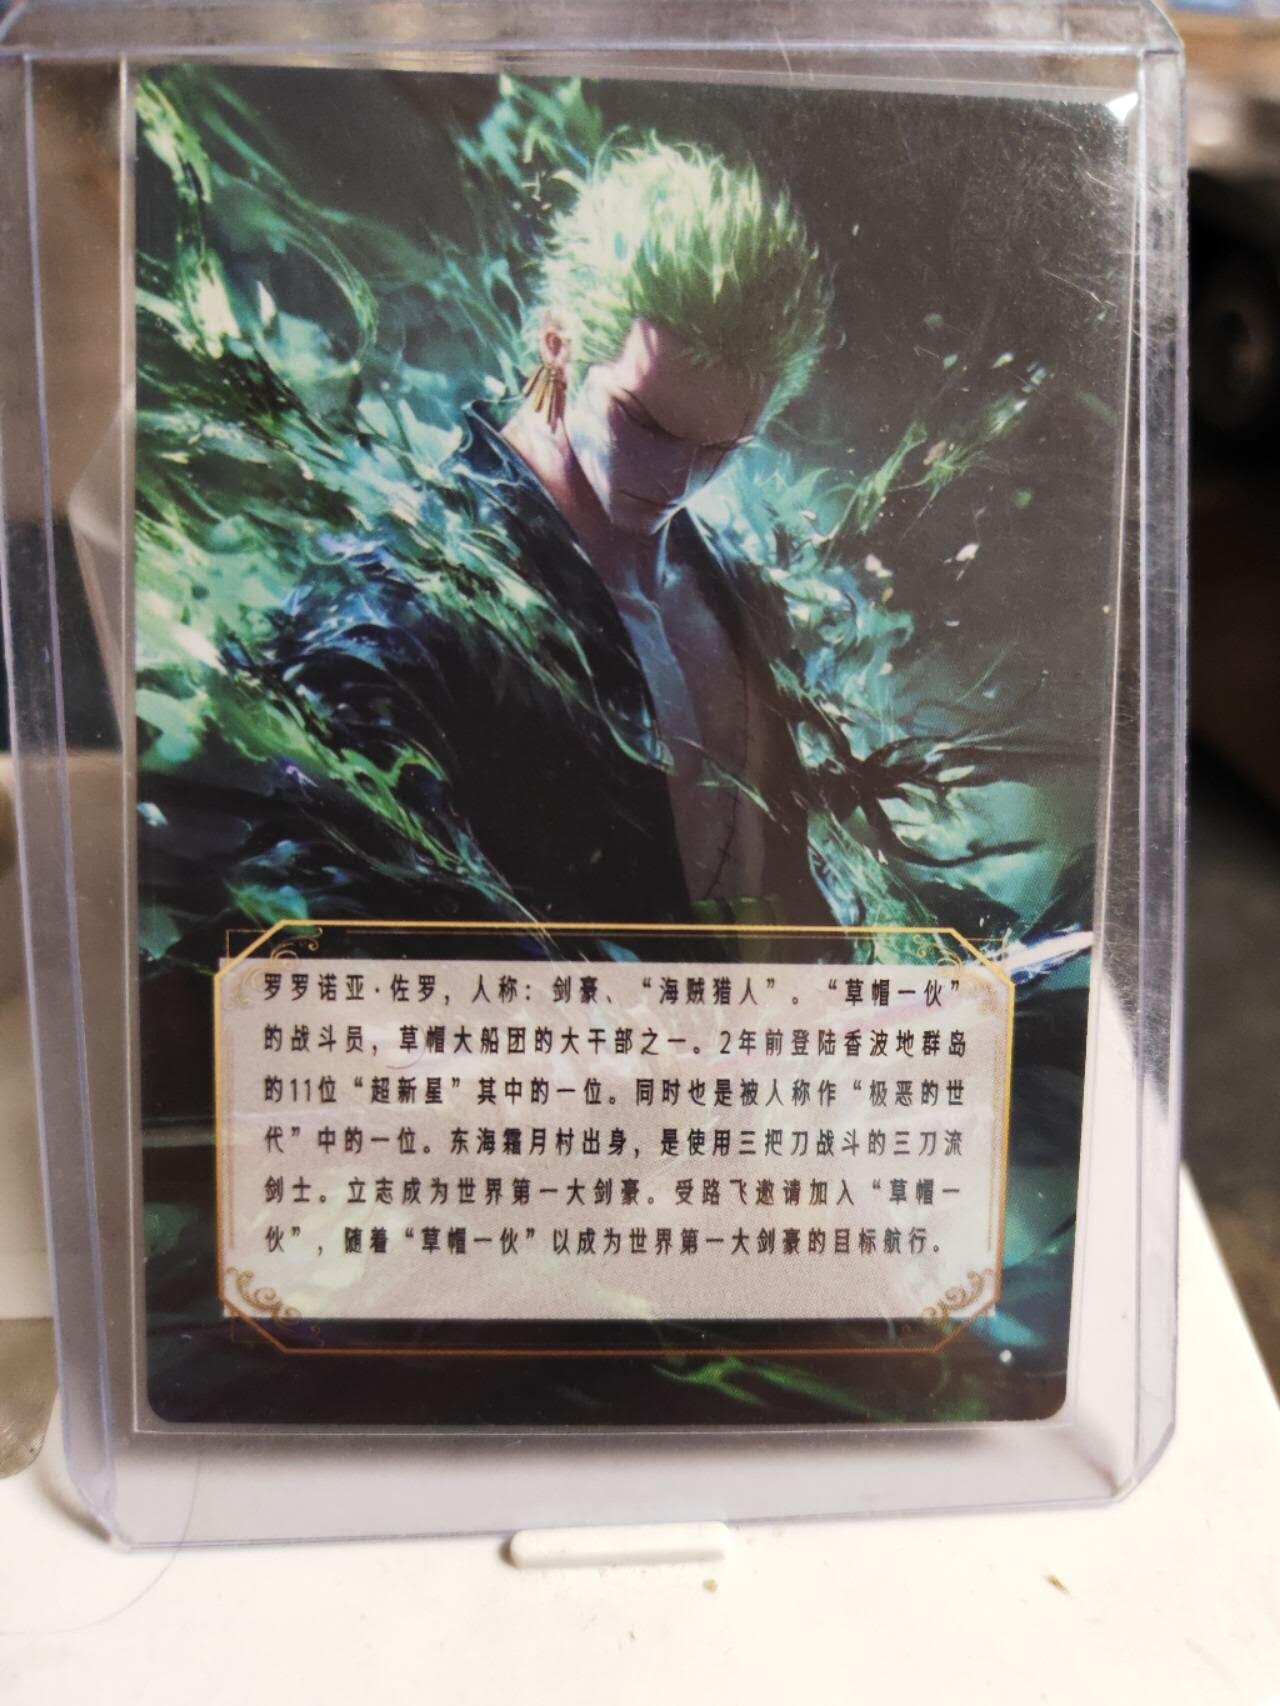 罗罗诺亚·佐罗，人称：剑豪、“海贼猎人”。“草帽一伙”
的战斗员，草帽大船团的大干部之一。2年前登陆香波地群岛
的11位“超新星”其中的一位。同时也是被人称作“极恶的世
代”中的一位。东海霜月村出身，是使用三把刀战斗的三刀流
剑士。立志成为世界第一大剑豪。受路飞邀请加入“草帽一
伙”，随着“草帽一伙”以成为世界第一大剑豪的目标航行。